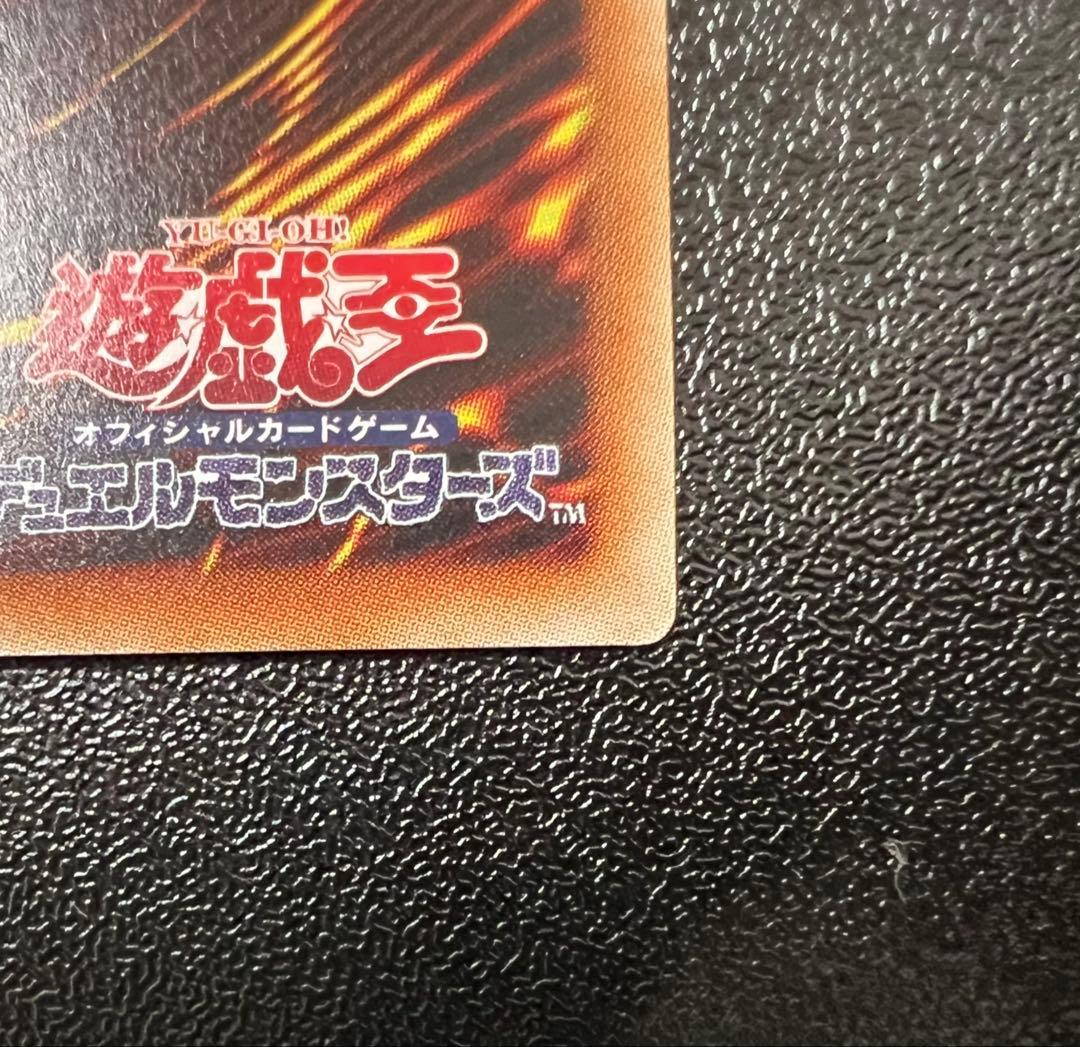 YU-GI-OH!
遊戯王
オフィシャルカードゲーム
デュエルモンスターズ
TM